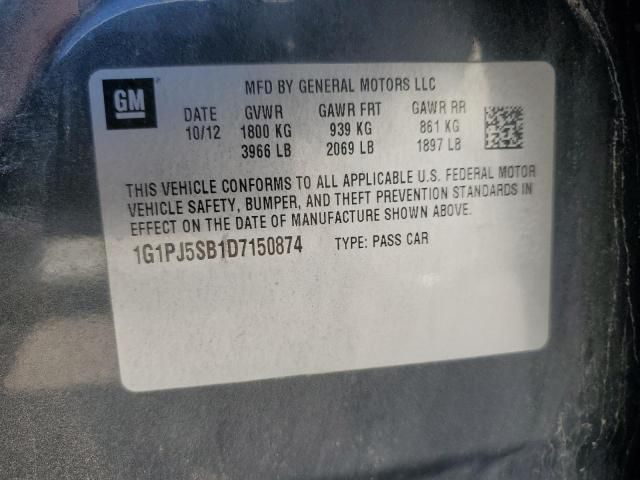 GM
MFD BY GENERAL MOTORS LLC
DATE GVWR GAWR FRT GAWR RR
10/12 1800 KG 939 KG 861 KG
3966 LB 2069 LB 1897 LB
THIS VEHICLE CONFORMS TO ALL APPLICABLE U.S. FEDERAL MOTOR
VEHICLE SAFETY, BUMPER, AND THEFT PREVENTION STANDARDS IN
EFFECT ON THE DATE OF MANUFACTURE SHOWN ABOVE.
1G1PJ5SB1D7150874 TYPE: PASS CAR